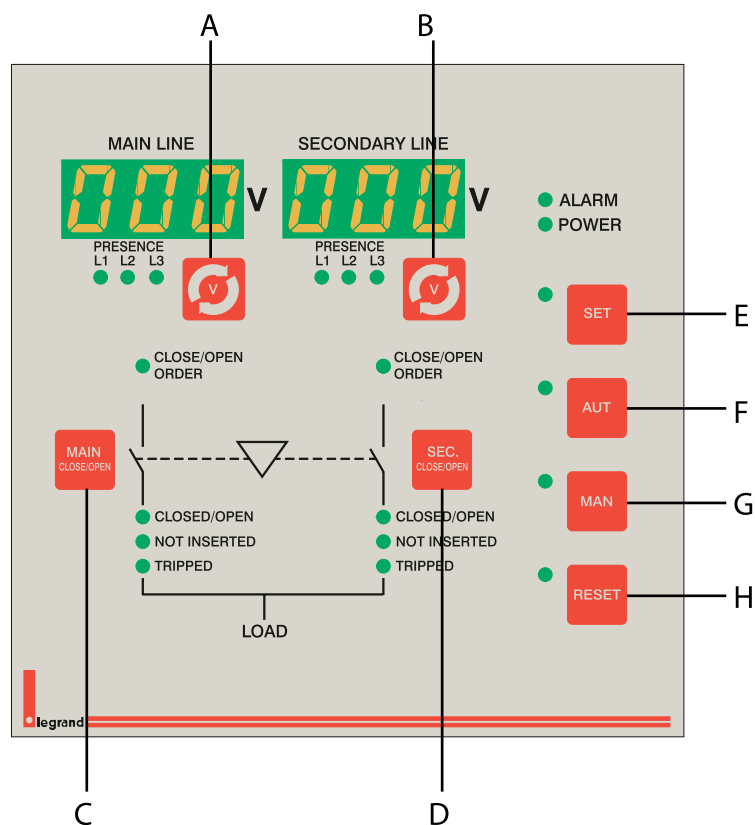 A B
MAIN LINE SECONDARY LINE
000 V 000 V
ALARM
POWER
PRESENCE PRESENCE
L1 L2 L3 L1 L2 L3
V V
SET E
CLOSE/OPEN ORDER CLOSE/OPEN ORDER
AUT F
MAIN CLOSE/OPEN SEC. CLOSE/OPEN
MAN G
CLOSED/OPEN CLOSED/OPEN
NOT INSERTED NOT INSERTED
TRIPPED TRIPPED
RESET H
LOAD
legrand
C D